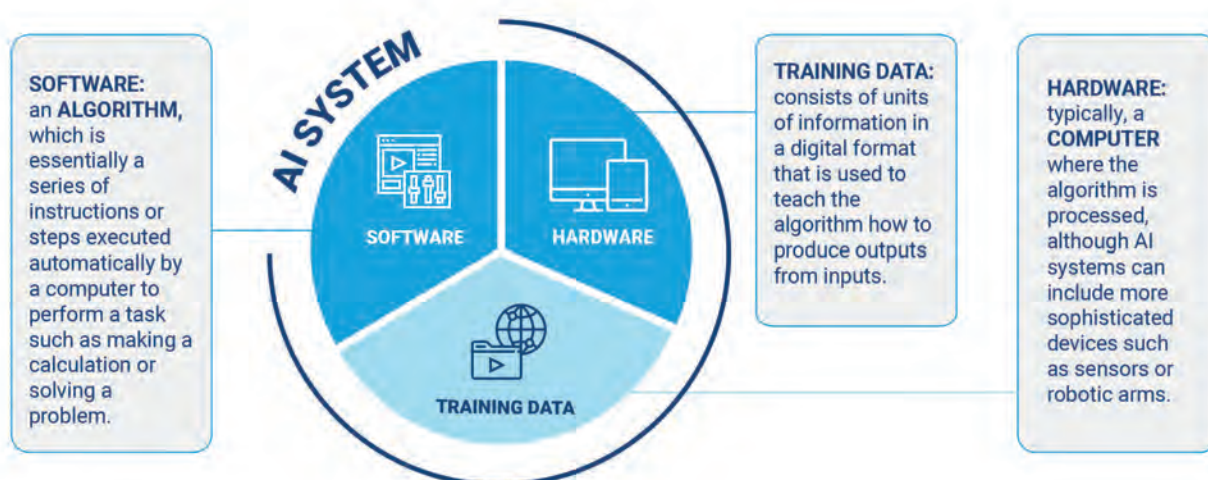 SOFTWARE:
an ALGORITHM,
which is
essentially a
series of
instructions or
steps executed
automatically by
a computer to
perform a task
such as making a
calculation or
solving a
problem.
AI SYSTEM
SOFTWARE
HARDWARE
TRAINING DATA
TRAINING DATA:
consists of units
of information in
a digital format
that is used to
teach the
algorithm how to
produce outputs
from inputs.
HARDWARE:
typically, a
COMPUTER
where the
algorithm is
processed,
although AI
systems can
include more
sophisticated
devices such
as sensors or
robotic arms.